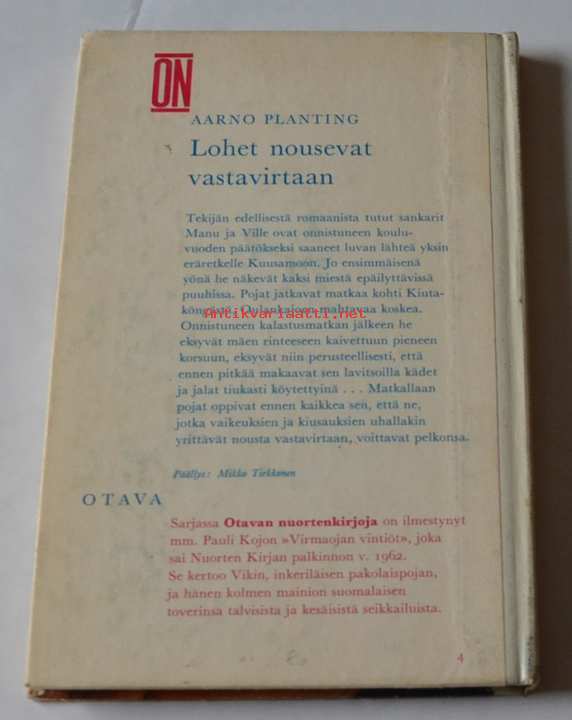 ON
AARNO PLANTING
Lohet nousevat
vastavirtaan
Tekijän edellisestä romaanista tutut sankarit
Manu ja Ville ovat onnistuneen koulu-
vuoden päätökseksi saaneet luvan lähteä yksin
eräretkelle Kuusamoon. Jo ensimmäisenä
yönä he näkevät kaksi miestä epäilyttävissä
puuhissa. Pojat jatkavat matkaa kohti Kiuta-
köngästä, Oulankajoen mahtavaa koskea.
antikvariaatti.net
Onnistuneen kalastusmatkan jälkeen he
eksyvät mäen rinteeseen kaivettuun pieneen
korsuun, eksyvät niin perusteellisesti, että
ennen pitkää makaavat sen lavitsoilla kädet
ja jalat tiukasti köytettyinä . . . Matkallaan
pojat oppivat ennen kaikkea sen, että ne,
jotka vaikeuksien ja kiusauksien uhallakin
yrittävät nousta vastavirtaan, voittavat pelkonsa.
Päällys: Mikko Tirkkonen
OTAVA
Sarjassa Otavan nuortenkirjoja on ilmestynyt
mm. Pauli Kojon »Virmaojan vintiöt», joka
sai Nuorten Kirjan palkinnon v. 1962.
Se kertoo Vikin, inkeriläisen pakolaispojan,
ja hänen kolmen mainion suomalaisen
toverinsa talvisista ja kesäisistä seikkailuista.
4